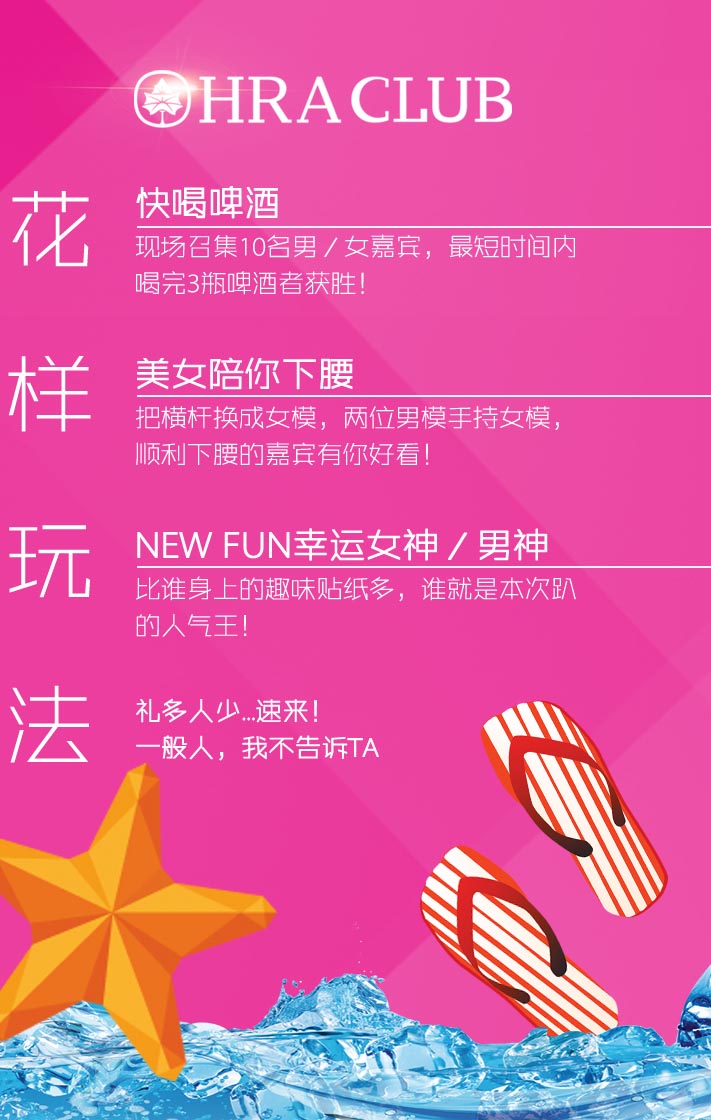 OHRA CLUB
花
快喝啤酒
现场召集10名男/女嘉宾，最短时间内
喝完3瓶啤酒者获胜！
样
美女陪你下腰
把横杆换成女模，两位男模手持女模，
顺利下腰的嘉宾有你好看！
玩
NEW FUN幸运女神/男神
比谁身上的趣味贴纸多，谁就是本次趴
的人气王！
法
礼多人少...速来！
一般人，我不告诉TA